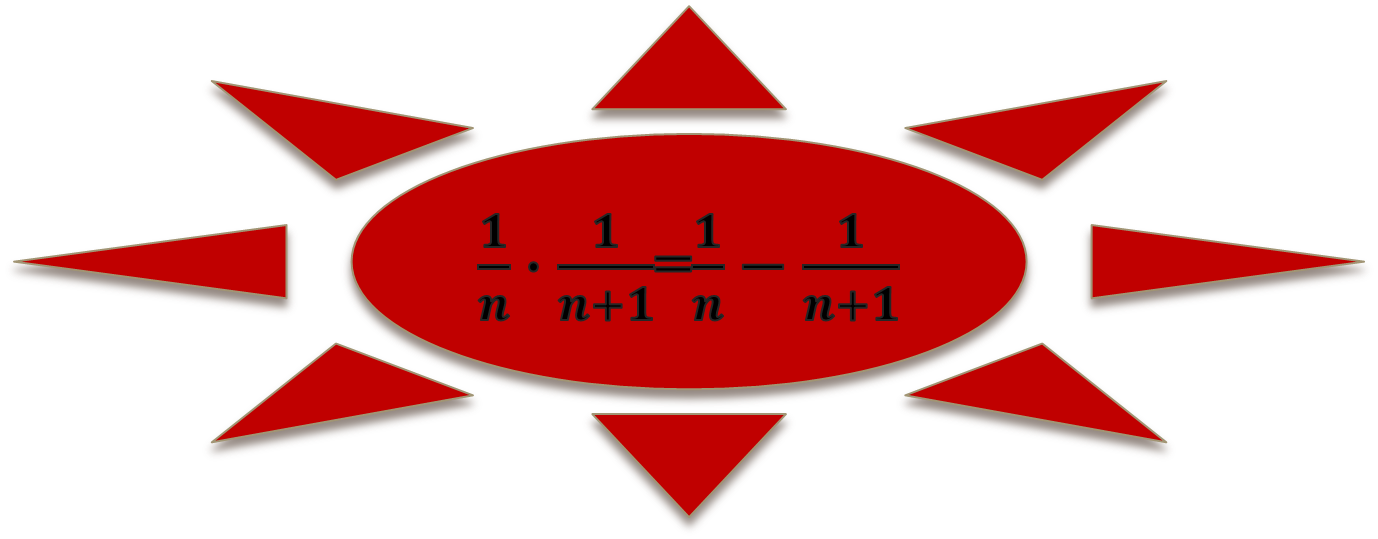 1/n · 1/(n+1) = 1/n − 1/(n+1)